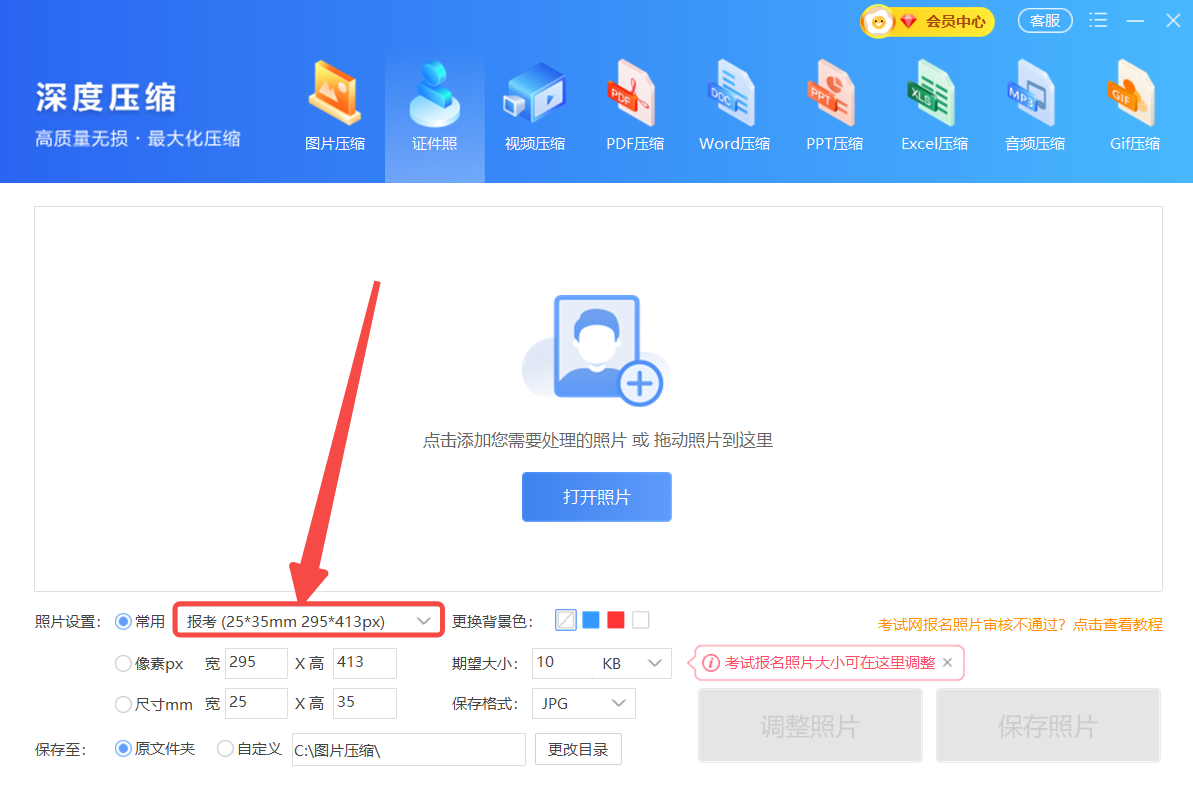 会员中心 客服
深度压缩
高质量无损 · 最大化压缩
PDF DOC PPT XLS MP3 GIF
图片压缩 证件照 视频压缩 PDF压缩 Word压缩 PPT压缩 Excel压缩 音频压缩 Gif压缩
点击添加您需要处理的照片 或 拖动照片到这里
打开照片
照片设置: 常用 报考 (25*35mm 295*413px) 更换背景色:
考试网报名照片审核不通过？点击查看教程
像素px 宽 295 X 高 413 期望大小: 10 KB
考试报名照片大小可在这里调整
尺寸mm 宽 25 X 高 35 保存格式: JPG
调整照片 保存照片
保存至: 原文件夹 自定义 C:\图片压缩\ 更改目录